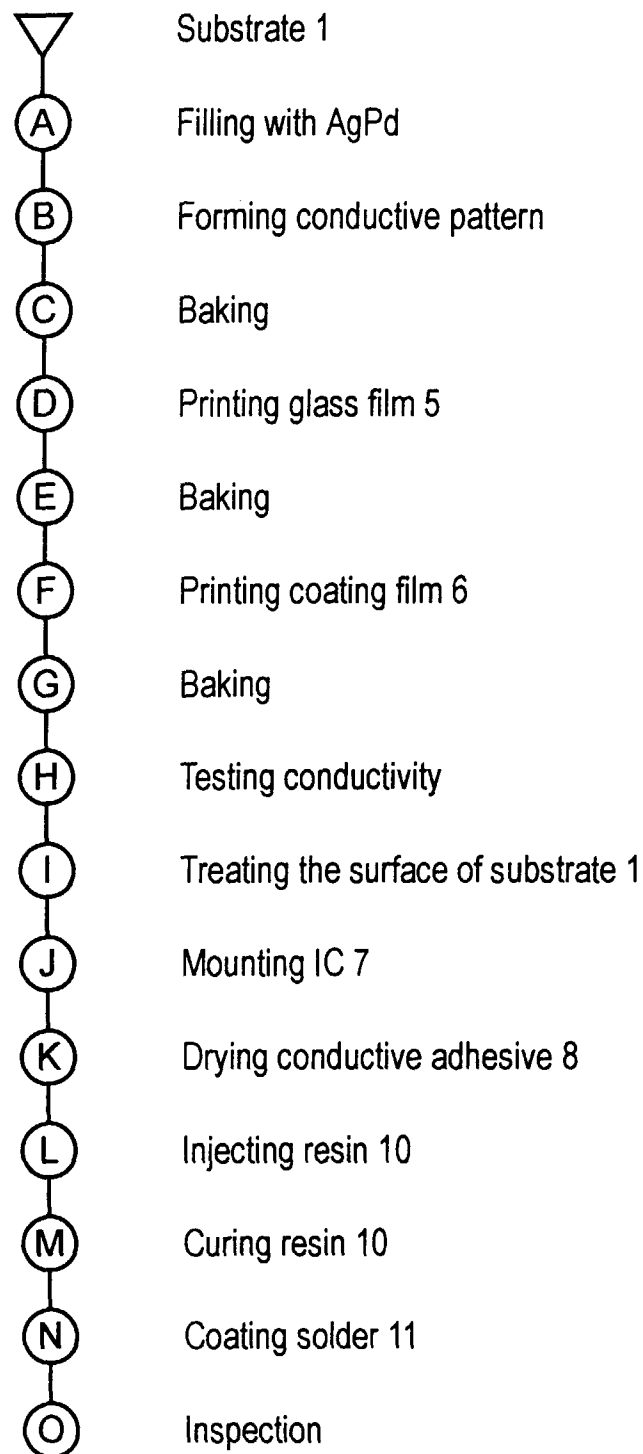 Substrate 1
A Filling with AgPd
B Forming conductive pattern
C Baking
D Printing glass film 5
E Baking
F Printing coating film 6
G Baking
H Testing conductivity
I Treating the surface of substrate 1
J Mounting IC 7
K Drying conductive adhesive 8
L Injecting resin 10
M Curing resin 10
N Coating solder 11
O Inspection